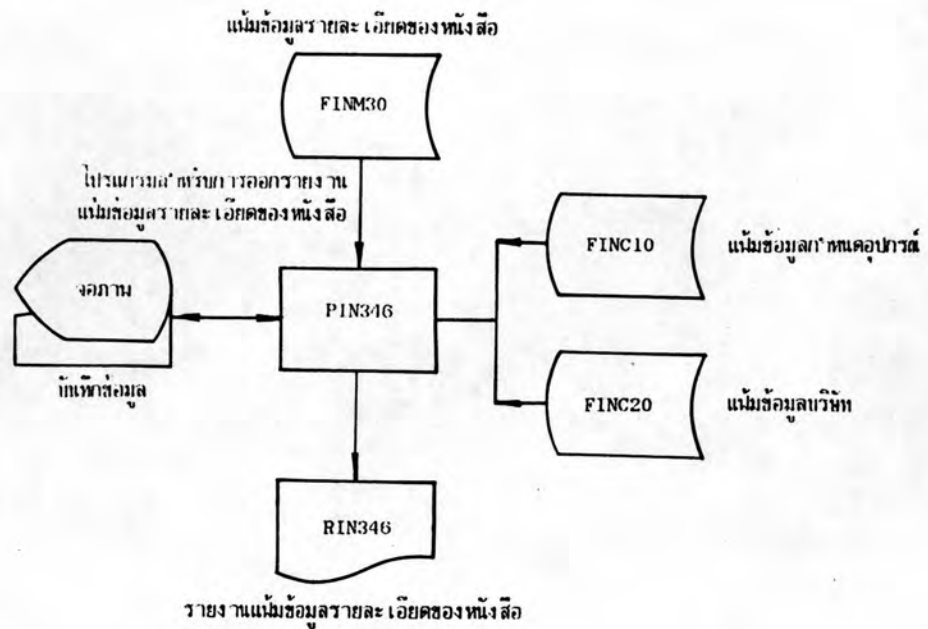 แน้มข้อมูลรายละเอียดของหนังสือ
FINM30
โปรแกรมสำหรับการออกรายงาน
แน้มข้อมูลรายละเอียดของหนังสือ
จอภาพ
บันทึกข้อมูล
PIN346
FINC10
แน้มข้อมูลกำหนดอุปกรณ์
FINC20
แน้มข้อมูลบริษัท
RIN346
รายงานแน้มข้อมูลรายละเอียดของหนังสือ